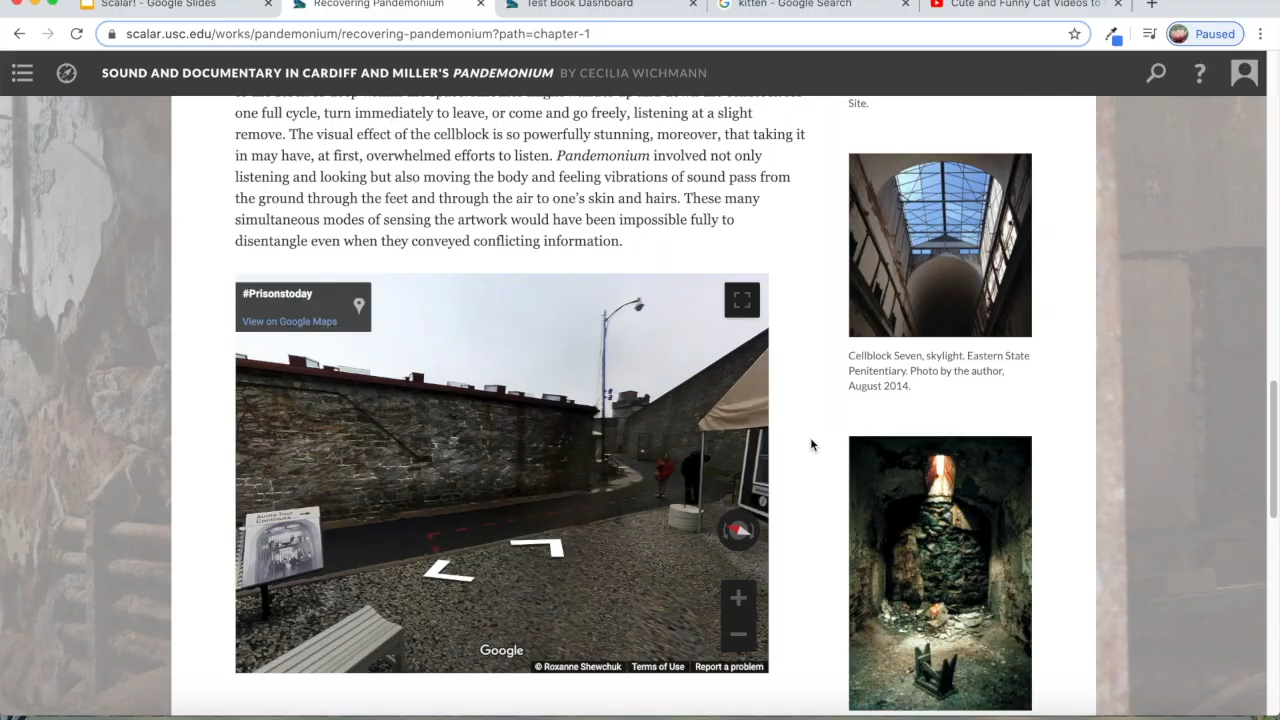 Scalar! - Google Slides
Recovering Pandemonium
Test Book Dashboard
kitten - Google Search
Cute and Funny Cat Videos to
scalar.usc.edu/works/pandemonium/recovering-pandemonium?path=chapter-1
Paused
SOUND AND DOCUMENTARY IN CARDIFF AND MILLER'S PANDEMONIUM BY CECILIA WICHMANN
one full cycle, turn immediately to leave, or come and go freely, listening at a slight
remove. The visual effect of the cellblock is so powerfully stunning, moreover, that taking it
in may have, at first, overwhelmed efforts to listen. Pandemonium involved not only
listening and looking but also moving the body and feeling vibrations of sound pass from
the ground through the feet and through the air to one's skin and hairs. These many
simultaneous modes of sensing the artwork would have been impossible fully to
disentangle even when they conveyed conflicting information.
#Prisonstoday
View on Google Maps
Audio Tour
Continues
Google
© Roxanne Shewchuk
Terms of Use
Report a problem
Site.
Cellblock Seven, skylight. Eastern State
Penitentiary. Photo by the author,
August 2014.